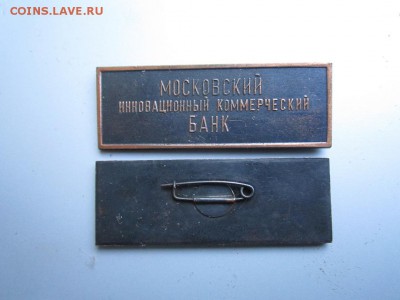 COINS.LAVE.RU
МОСКОВСКИЙ
ИННОВАЦИОННЫЙ КОММЕРЧЕСКИЙ
БАНК